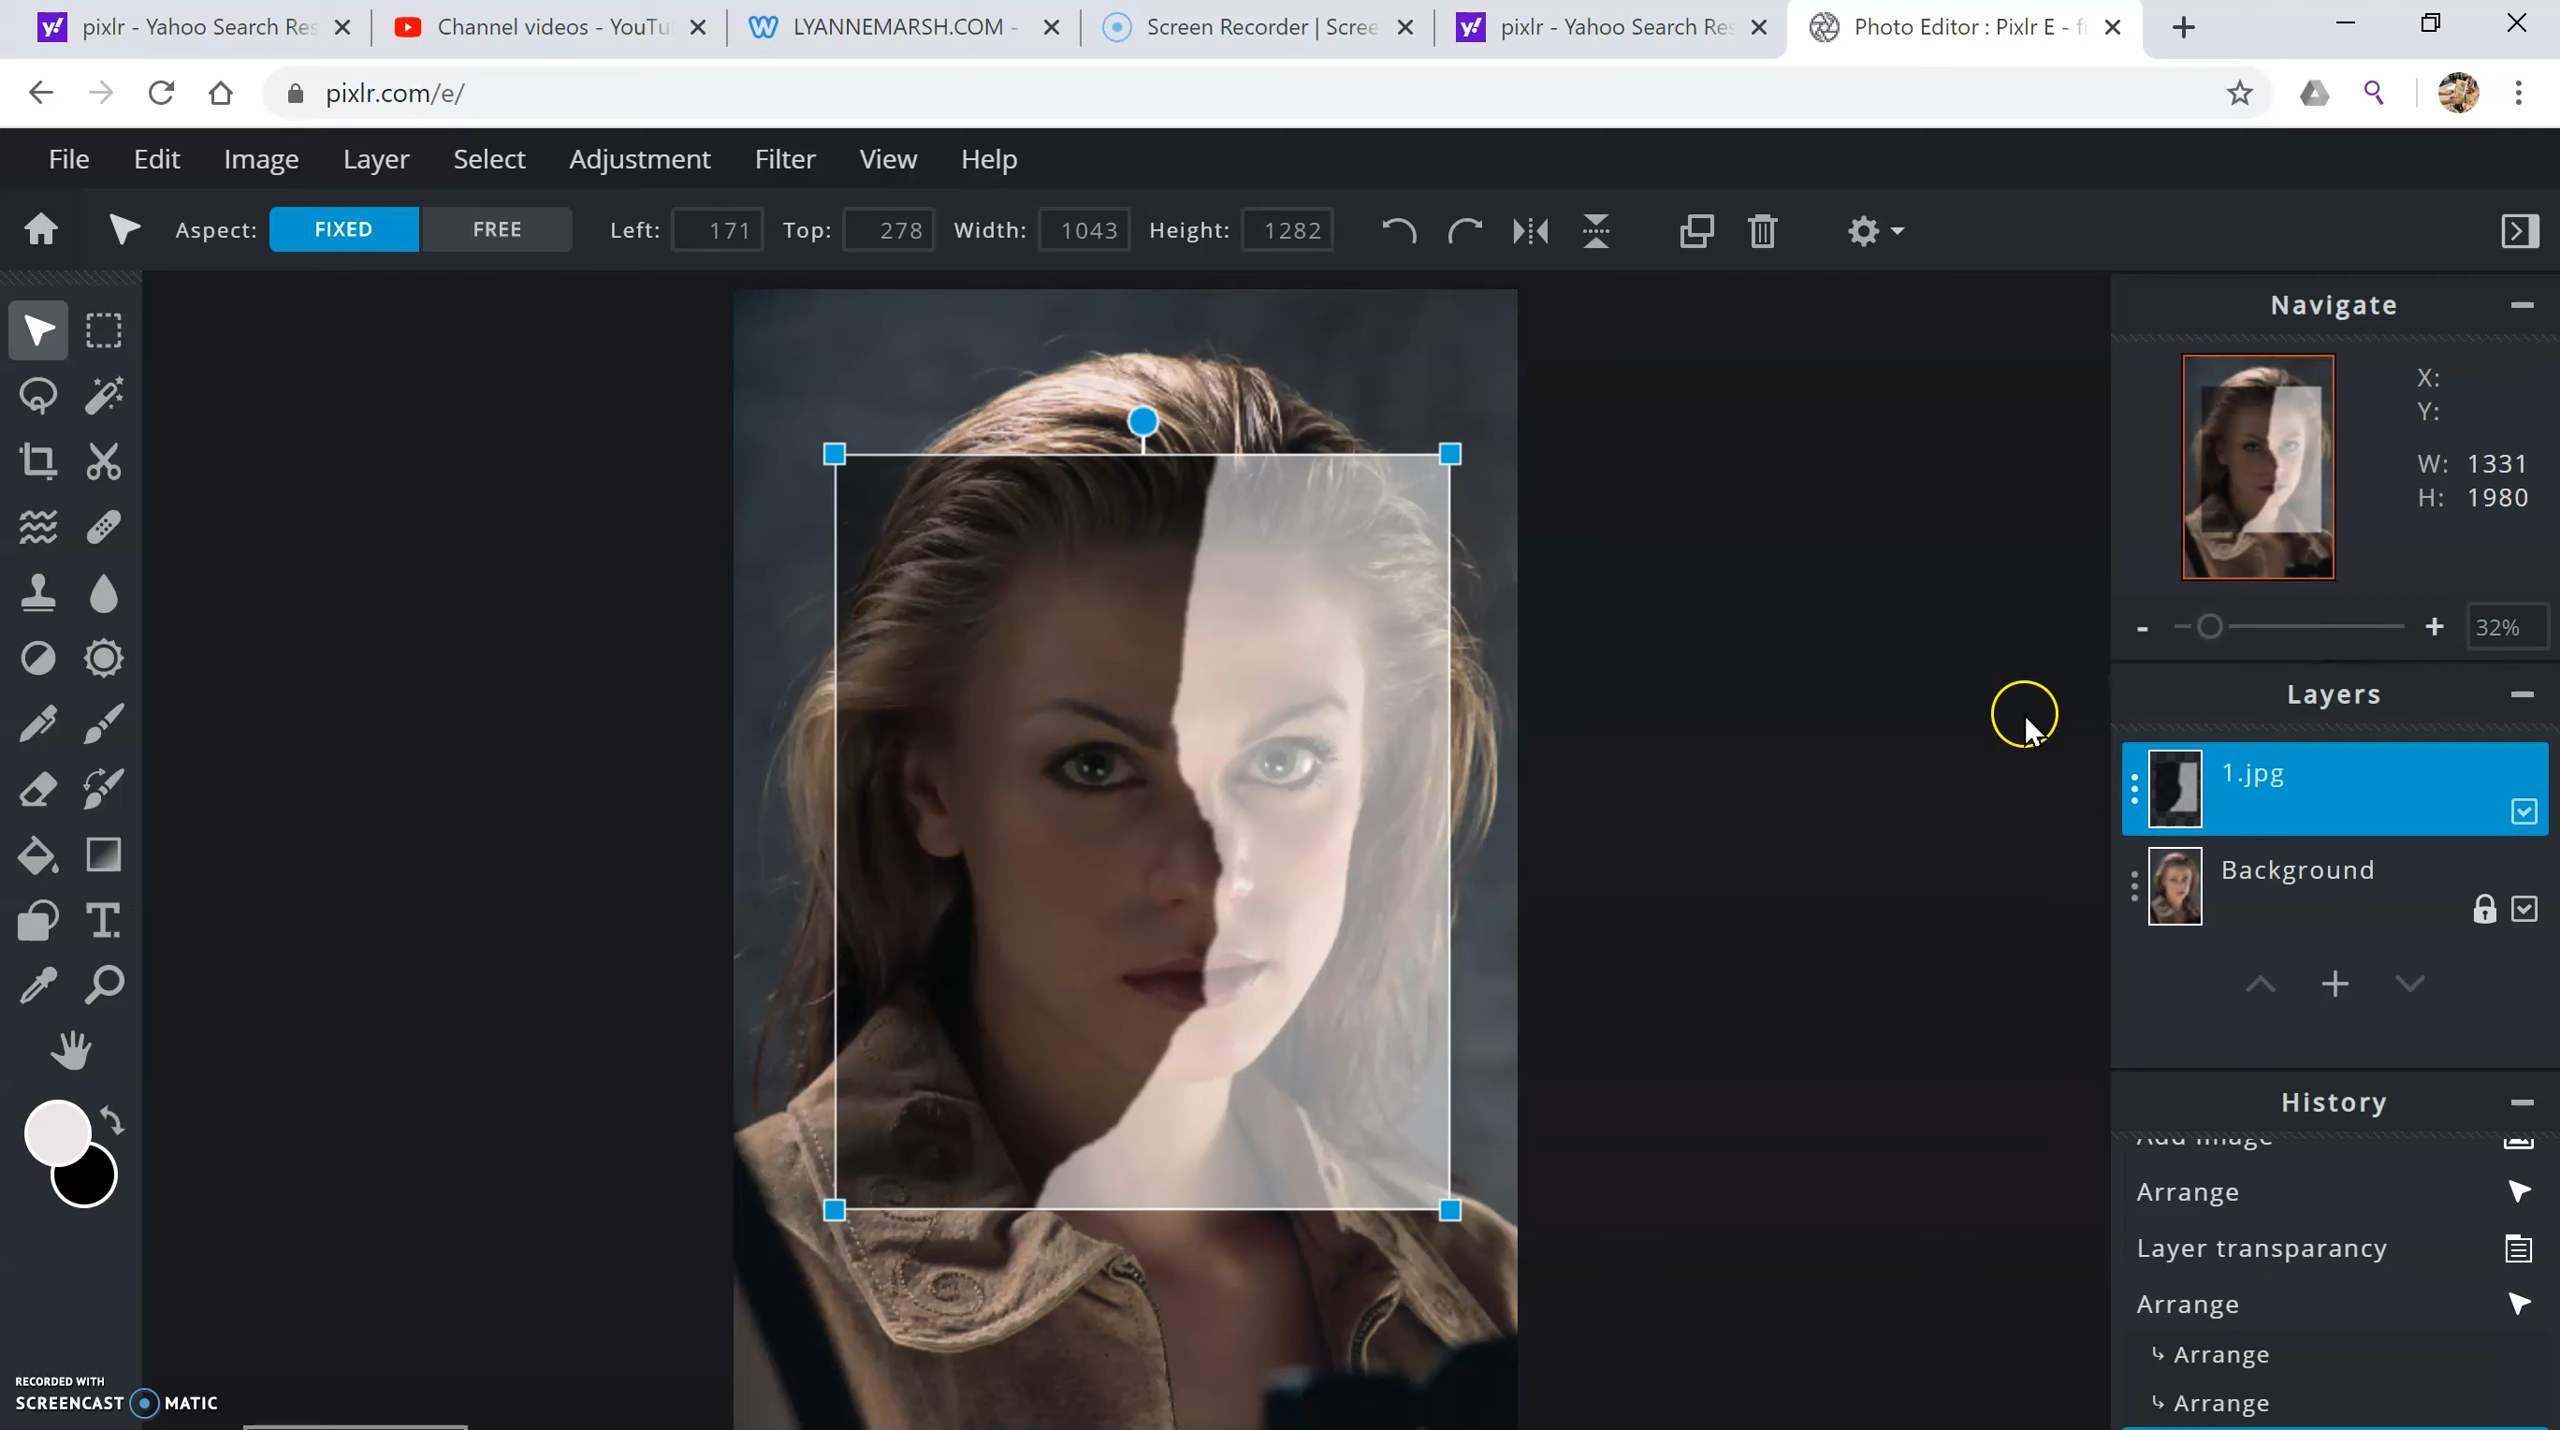 pixlr - Yahoo Search Res
Channel videos - YouTu
LYANNEMARSH.COM -
Screen Recorder | Scree
pixlr - Yahoo Search Res
Photo Editor : Pixlr E - f
pixlr.com/e/
File Edit Image Layer Select Adjustment Filter View Help
Aspect: FIXED FREE Left: 171 Top: 278 Width: 1043 Height: 1282
Navigate
X:
Y:
W: 1331
H: 1980
- + 32%
Layers
1.jpg
Background
History
Add image
Arrange
Layer transparancy
Arrange
Arrange
Arrange
T.
RECORDED WITH
SCREENCAST MATIC